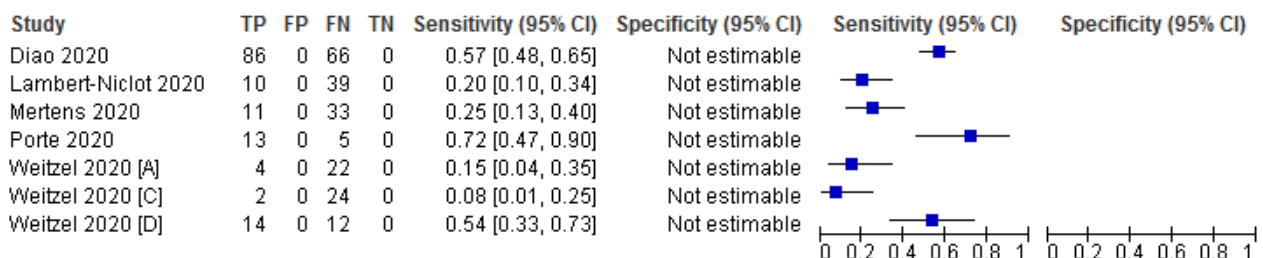 Study TP FP FN TN Sensitivity (95% CI) Specificity (95% CI) Sensitivity (95% CI) Specificity (95% CI)
Diao 2020 86 0 66 0 0.57 [0.48, 0.65] Not estimable
Lambert-Niclot 2020 10 0 39 0 0.20 [0.10, 0.34] Not estimable
Mertens 2020 11 0 33 0 0.25 [0.13, 0.40] Not estimable
Porte 2020 13 0 5 0 0.72 [0.47, 0.90] Not estimable
Weitzel 2020 [A] 4 0 22 0 0.15 [0.04, 0.35] Not estimable
Weitzel 2020 [C] 2 0 24 0 0.08 [0.01, 0.25] Not estimable
Weitzel 2020 [D] 14 0 12 0 0.54 [0.33, 0.73] Not estimable
0 0.2 0.4 0.6 0.8 1 0 0.2 0.4 0.6 0.8 1